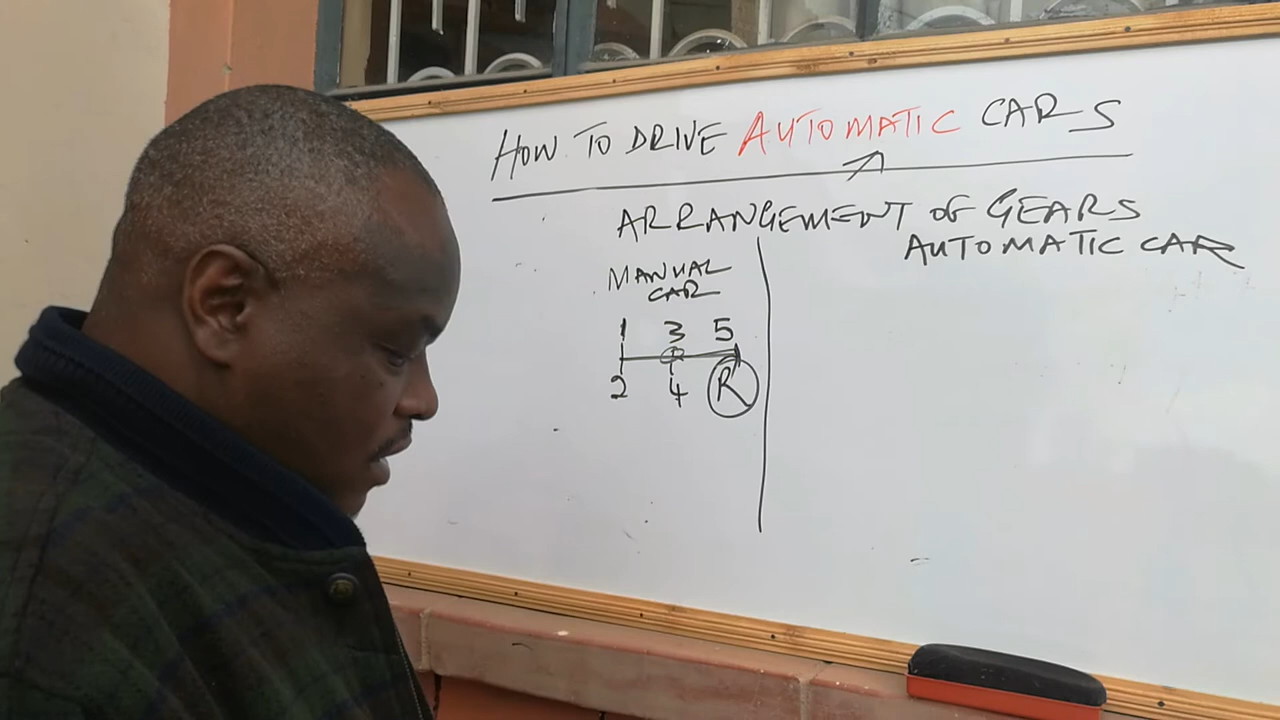 HOW TO DRIVE AUTOMATIC CARS
ARRANGEMENT OF GEARS
MANUAL
CAR
1 3 5
2 4 R
AUTOMATIC CAR